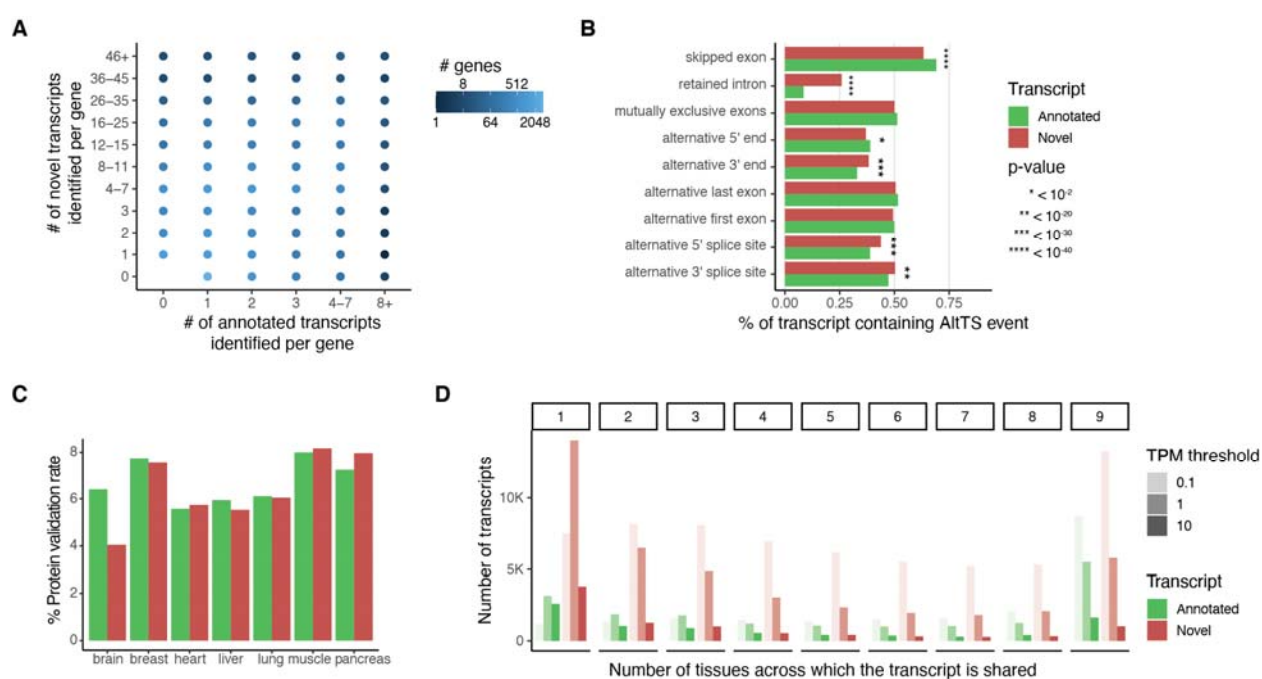 A
# of novel transcripts
identified per gene
46+
36–45
26–35
16–25
12–15
8–11
4–7
3
2
1
0
0 1 2 3 4–7 8+
# of annotated transcripts
identified per gene
# genes
8 512
1 64 2048
B
skipped exon
retained intron
mutually exclusive exons
alternative 5' end
alternative 3' end
alternative last exon
alternative first exon
alternative 5' splice site
alternative 3' splice site
****
****
*
***
***
**
0.00 0.25 0.50 0.75
% of transcript containing AltTS event
Transcript
Annotated
Novel
p-value
* < 10-2
** < 10-20
*** < 10-30
**** < 10-40
C
% Protein validation rate
8
6
4
2
0
brain breast heart liver lung muscle pancreas
D
1 2 3 4 5 6 7 8 9
Number of transcripts
10K
5K
0
Number of tissues across which the transcript is shared
TPM threshold
0.1
1
10
Transcript
Annotated
Novel